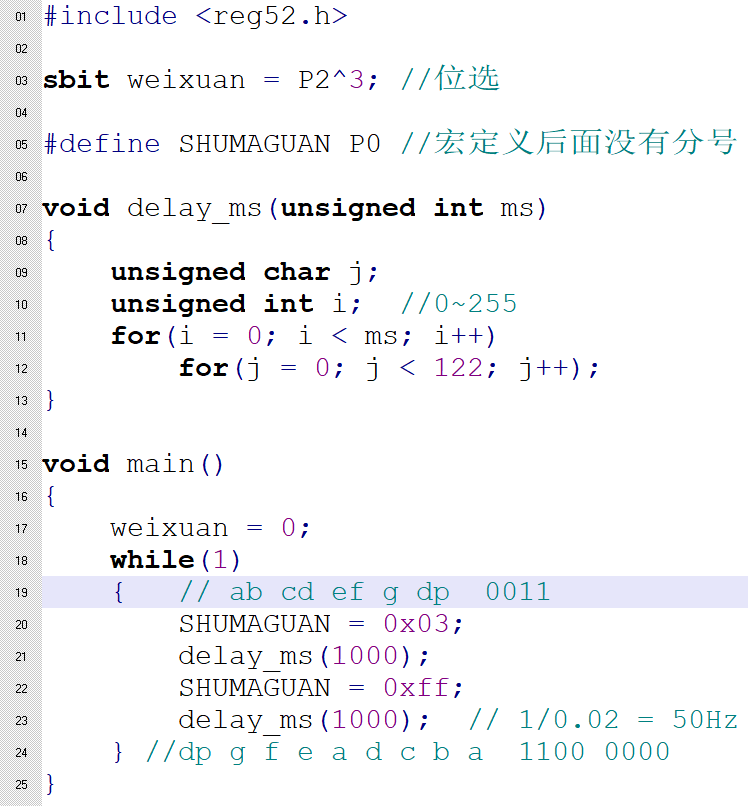 01 #include <reg52.h>
02
03 sbit weixuan = P2^3; //位选
04
05 #define SHUMAGUAN P0 //宏定义后面没有分号
06
07 void delay_ms(unsigned int ms)
08 {
09     unsigned char j;
10     unsigned int i;  //0~255
11     for(i = 0; i < ms; i++)
12         for(j = 0; j < 122; j++);
13 }
14
15 void main()
16 {
17     weixuan = 0;
18     while(1)
19     {   // ab cd ef g dp  0011
20         SHUMAGUAN = 0x03;
21         delay_ms(1000);
22         SHUMAGUAN = 0xff;
23         delay_ms(1000);  // 1/0.02 = 50Hz
24     } //dp g f e a d c b a  1100 0000
25 }